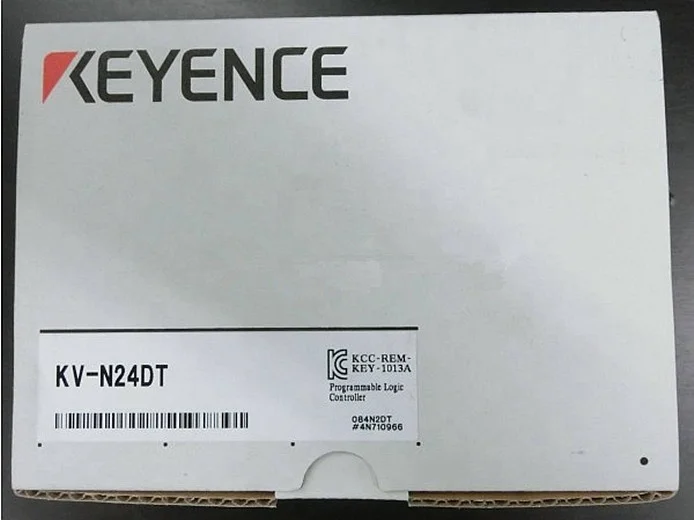 KEYENCE
KV-N24DT
KCC-REM-
KEY-1013A
Programmable Logic
Controller
084N2DT
#4N710966